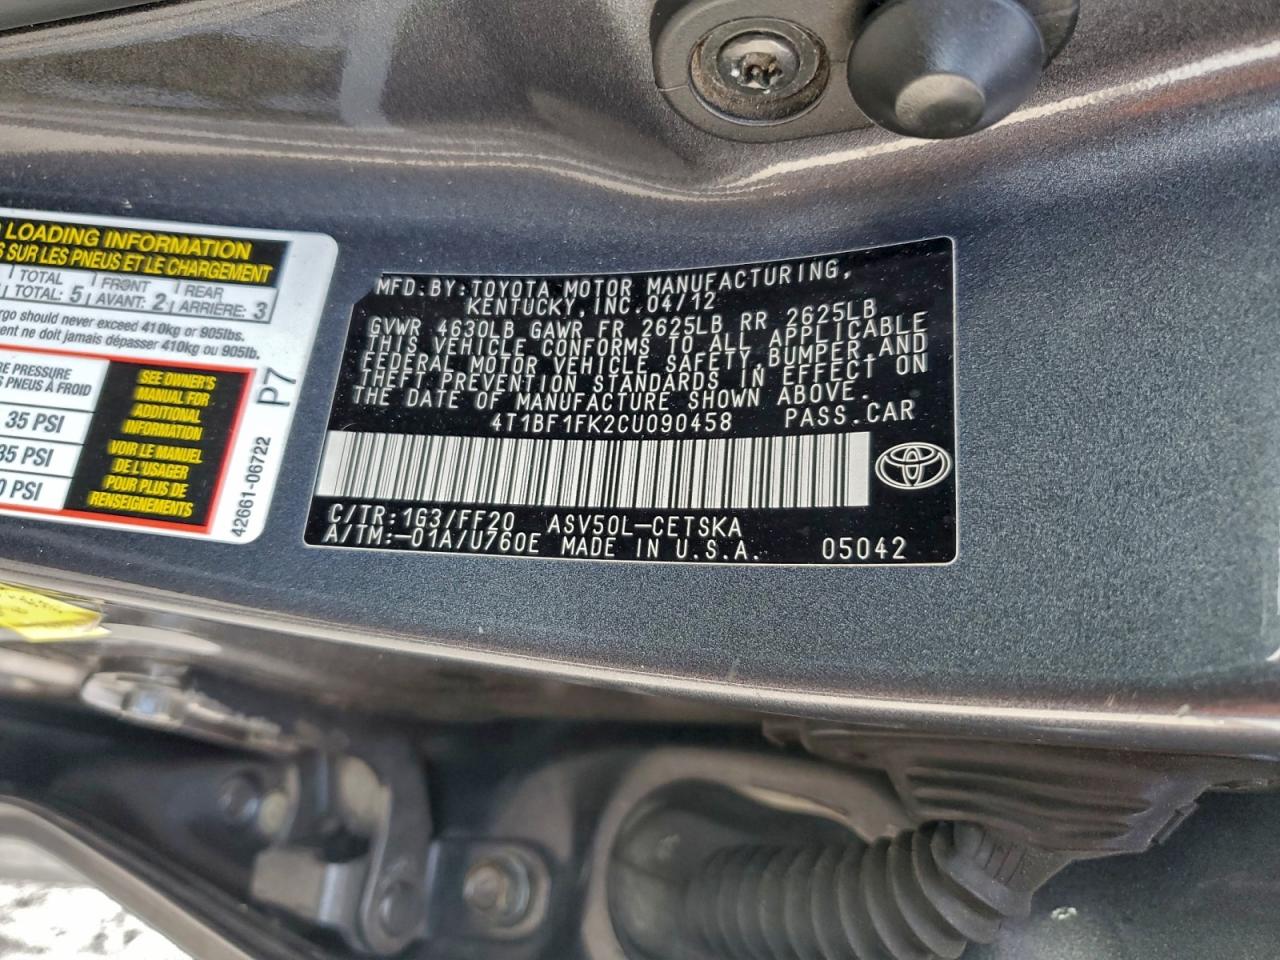 LOADING INFORMATION
SUR LES PNEUS ET LE CHARGEMENT
TOTAL FRONT REAR
TOTAL: 5 AVANT: 2 ARRIÈRE: 3
should never exceed 410kg or 905lbs.
ne doit jamais dépasser 410kg ou 905lb.
PRESSURE
PNEUS À FROID
35 PSI
35 PSI
PSI
SEE OWNER'S
MANUAL FOR
ADDITIONAL
INFORMATION
VOIR LE MANUEL
DE L'USAGER
POUR PLUS DE
RENSEIGNEMENTS
P7
42661-06722
MFD. BY: TOYOTA MOTOR MANUFACTURING,
KENTUCKY, INC. 04/12
GVWR 4630LB GAWR FR 2625LB RR 2625LB
THIS VEHICLE CONFORMS TO ALL APPLICABLE
FEDERAL MOTOR VEHICLE SAFETY, BUMPER, AND
THEFT PREVENTION STANDARDS IN EFFECT ON
THE DATE OF MANUFACTURE SHOWN ABOVE.
4T1BF1FK2CU090458 PASS. CAR
C/TR: 1G3/FF20 ASV50L-CETSKA
A/TM:-01A/U760E MADE IN U.S.A. 05042